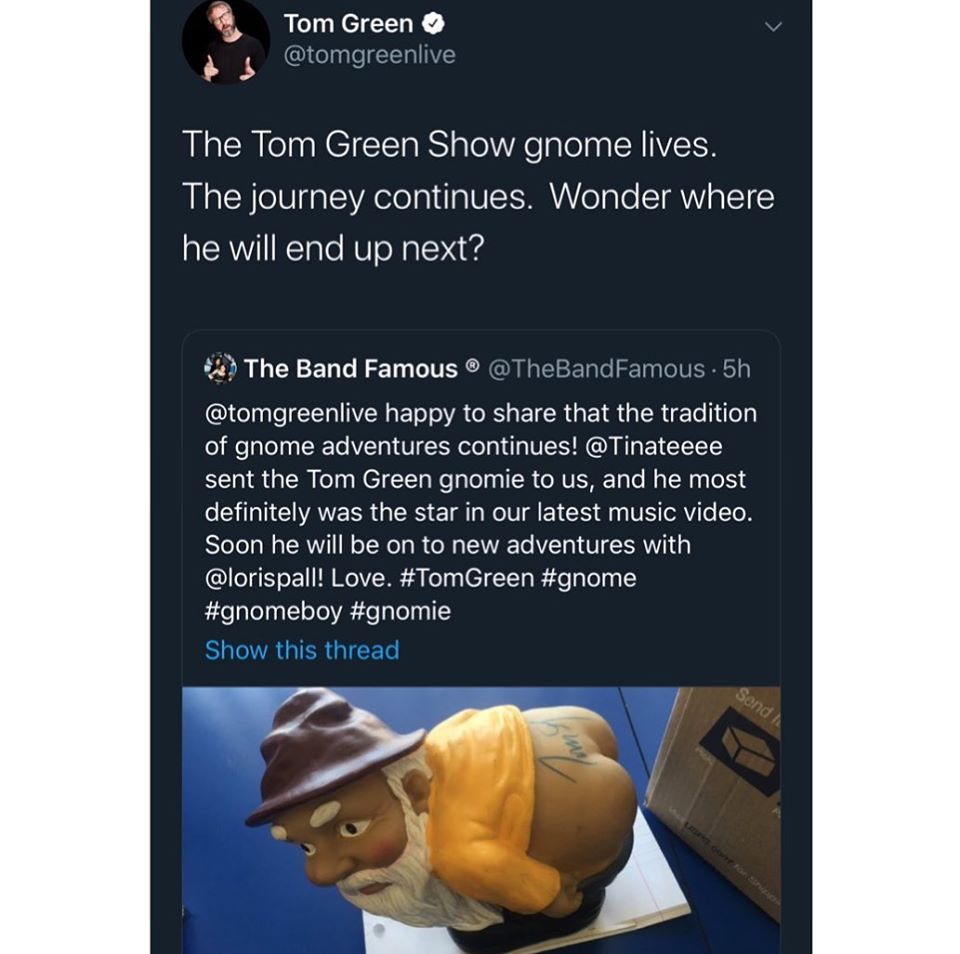 Tom Green
@tomgreenlive
The Tom Green Show gnome lives.
The journey continues.  Wonder where
he will end up next?
The Band Famous ® @TheBandFamous · 5h
@tomgreenlive happy to share that the tradition
of gnome adventures continues! @Tinateeee
sent the Tom Green gnomie to us, and he most
definitely was the star in our latest music video.
Soon he will be on to new adventures with
@lorispall! Love. #TomGreen #gnome
#gnomeboy #gnomie
Show this thread
Send